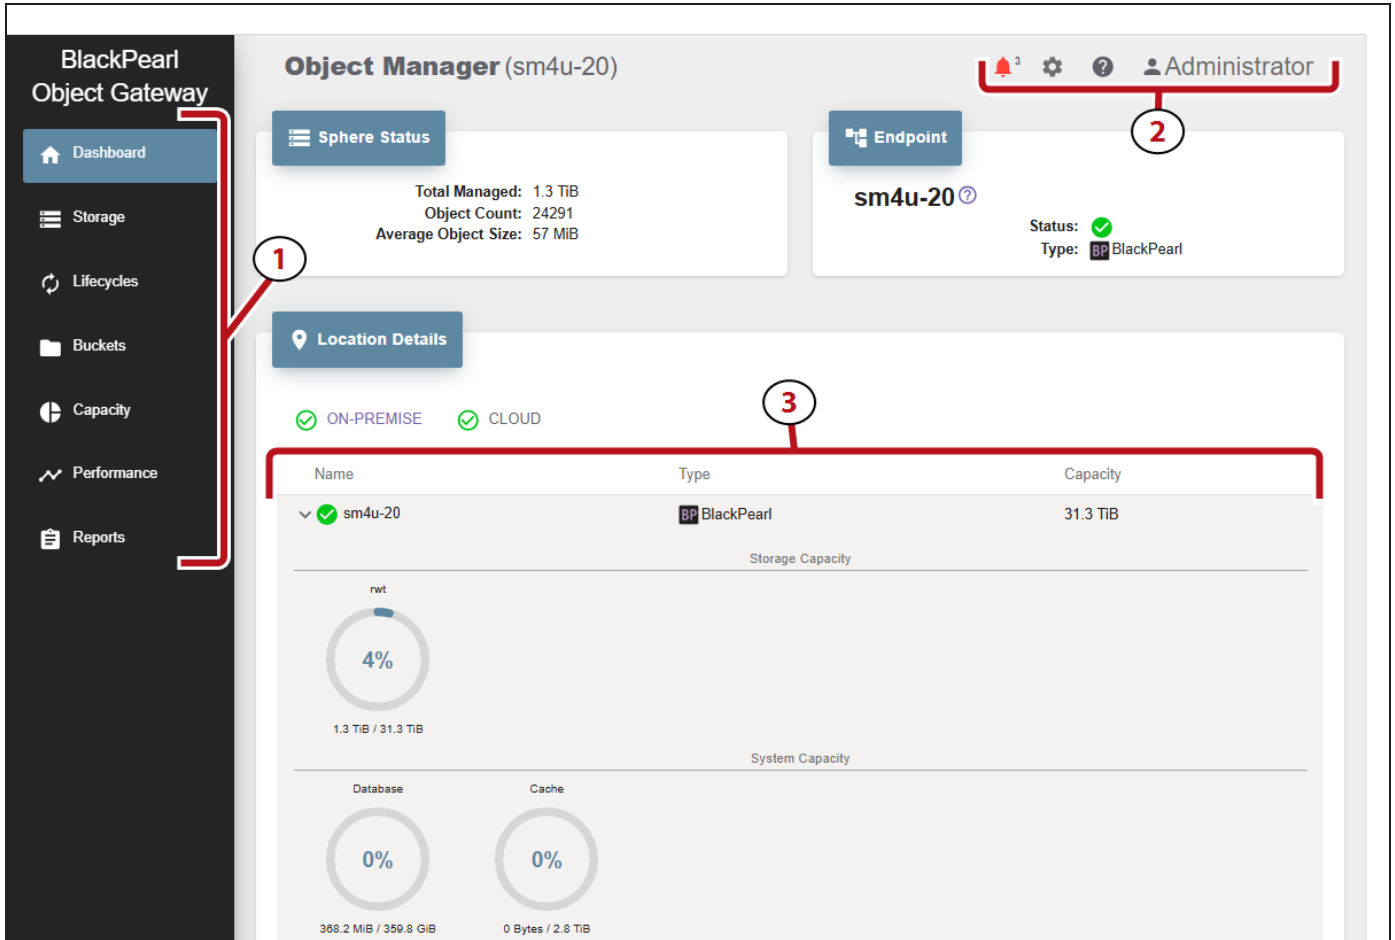 BlackPearl
Object Gateway
Dashboard
Storage
Lifecycles
Buckets
Capacity
Performance
Reports
1
Object Manager (sm4u-20)
3
Administrator
2
Sphere Status
Total Managed: 1.3 TiB
Object Count: 24291
Average Object Size: 57 MiB
Endpoint
sm4u-20
Status:
Type: BP BlackPearl
Location Details
ON-PREMISE CLOUD
3
Name Type Capacity
sm4u-20 BP BlackPearl 31.3 TiB
Storage Capacity
rwt
4%
1.3 TiB / 31.3 TiB
System Capacity
Database Cache
0% 0%
368.2 MiB / 359.8 GiB 0 Bytes / 2.8 TiB